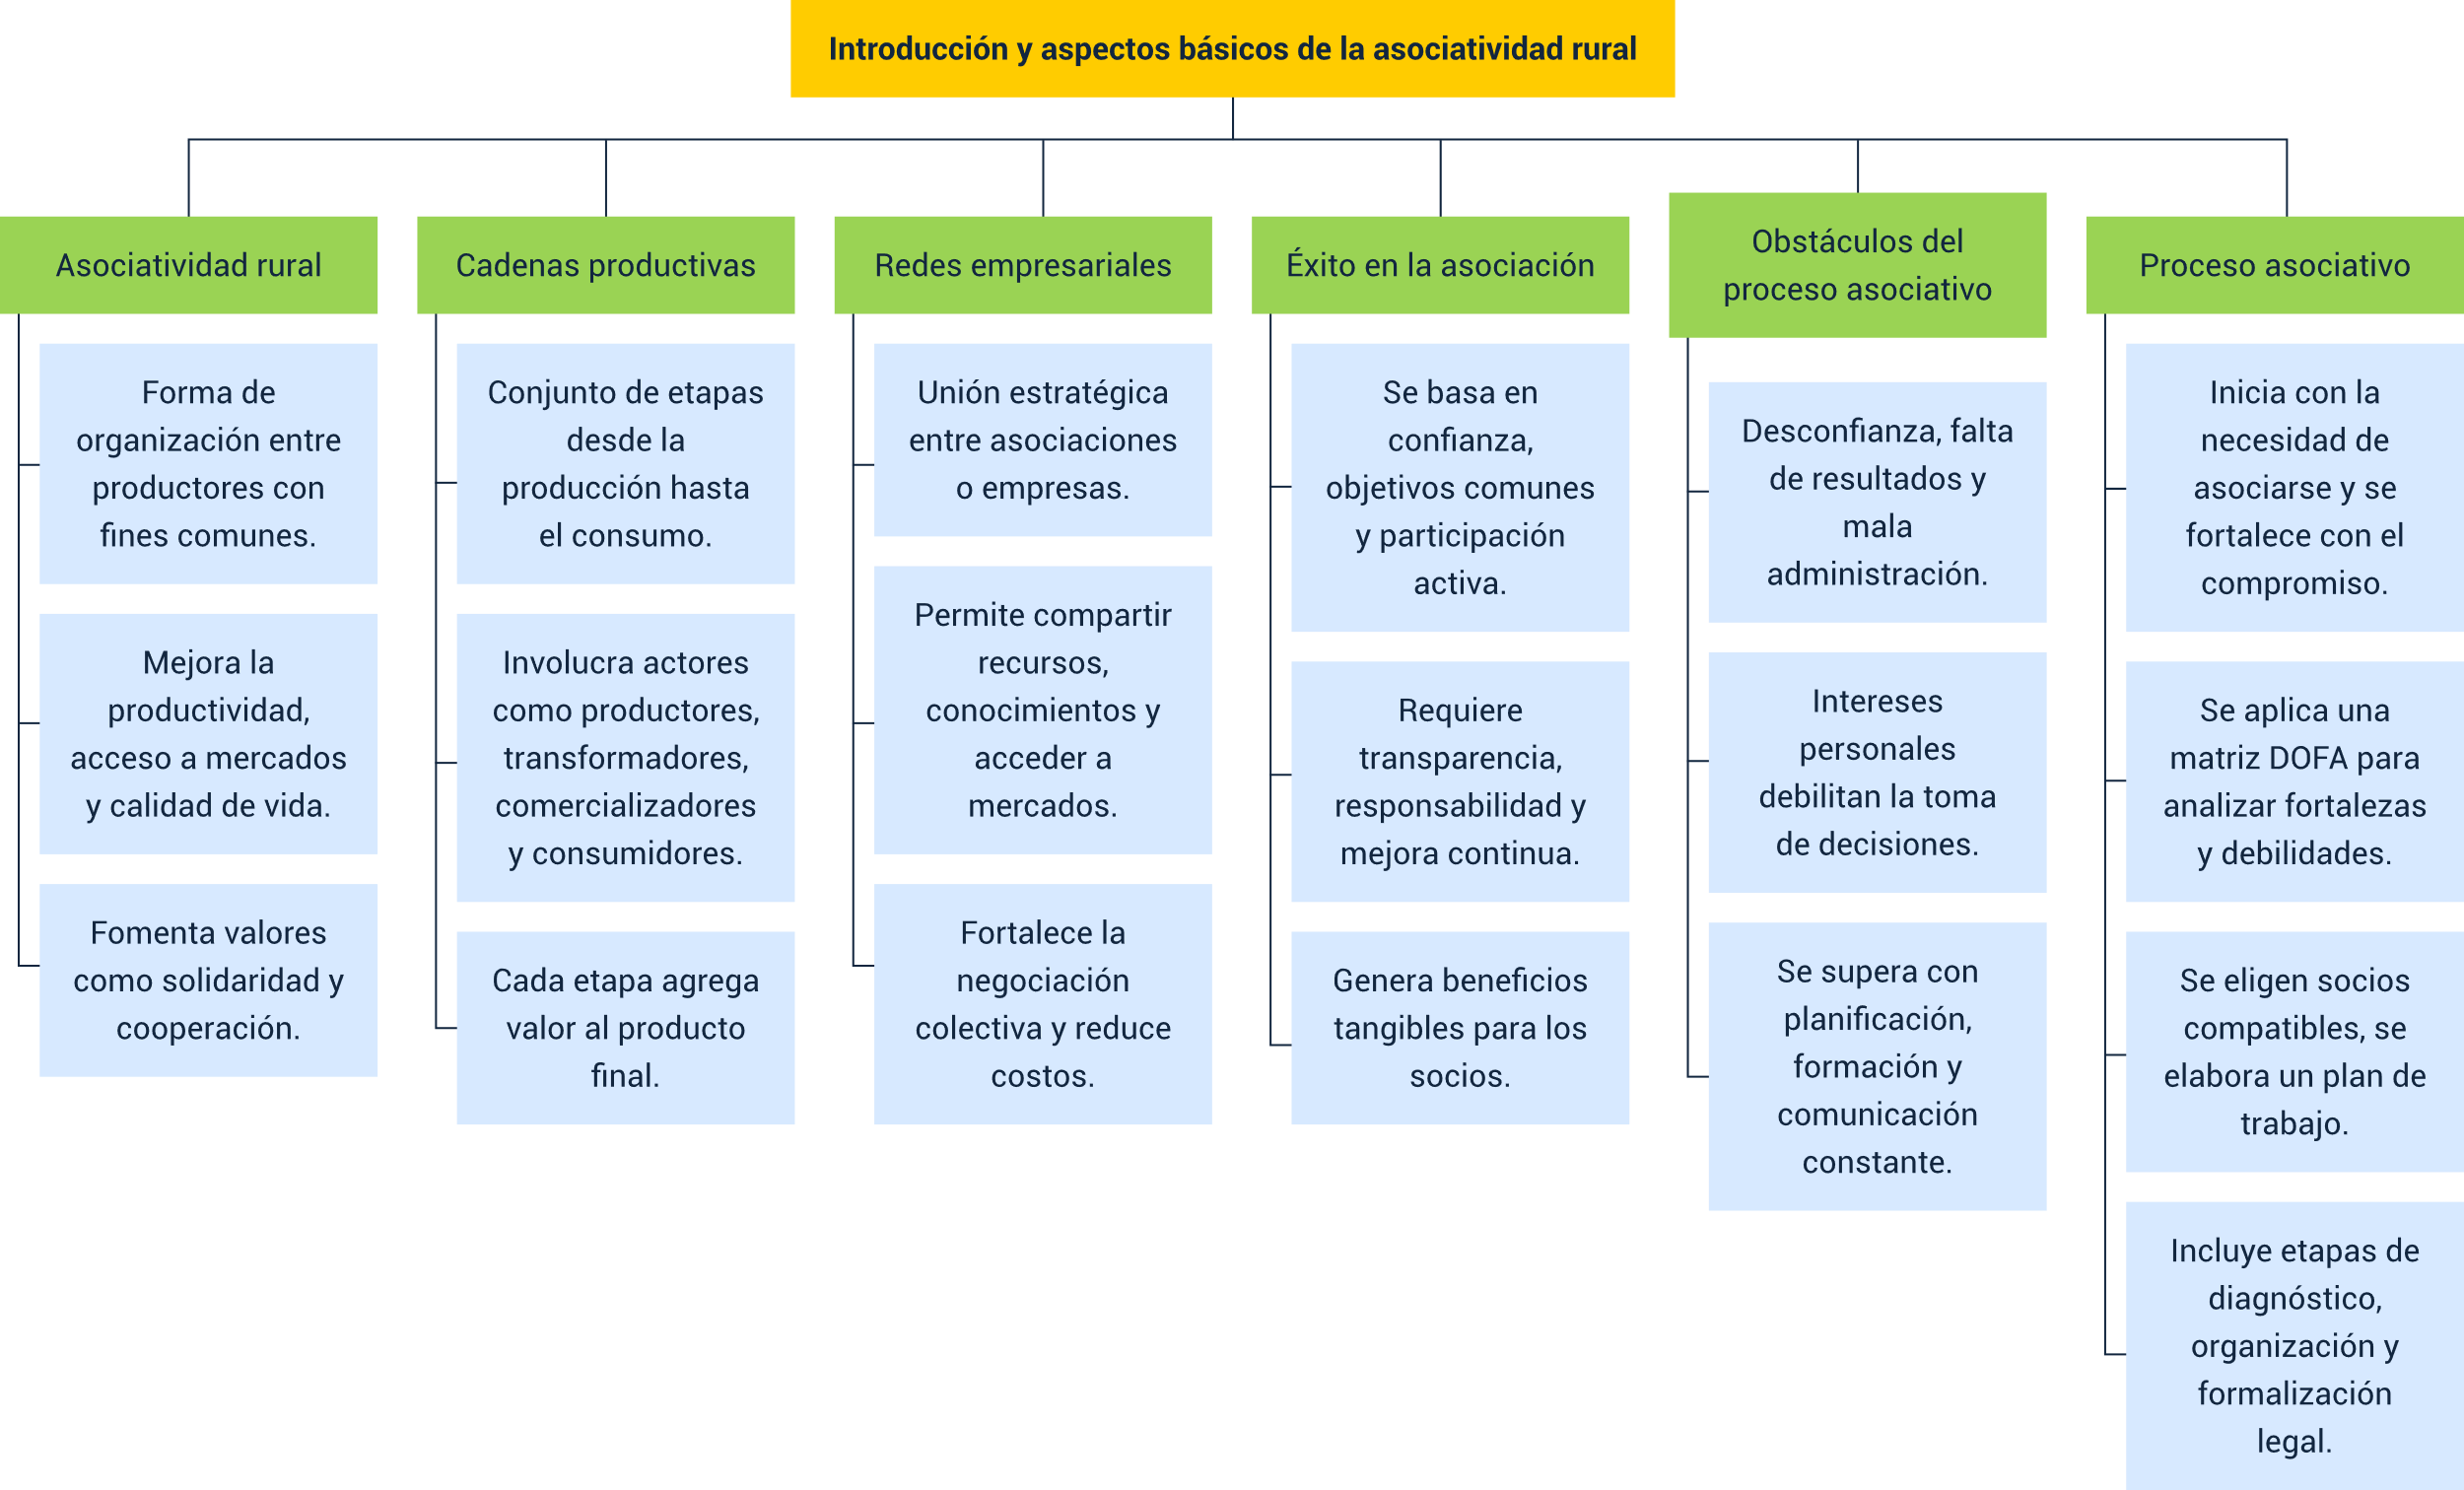 Introducción y aspectos básicos de la asociatividad rural
Asociatividad rural
Forma de
organización entre
productores con
fines comunes.
Mejora la
productividad,
acceso a mercados
y calidad de vida.
Fomenta valores
como solidaridad y
cooperación.
Cadenas productivas
Conjunto de etapas
desde la
producción hasta
el consumo.
Involucra actores
como productores,
transformadores,
comercializadores
y consumidores.
Cada etapa agrega
valor al producto
final.
Redes empresariales
Unión estratégica
entre asociaciones
o empresas.
Permite compartir
recursos,
conocimientos y
acceder a
mercados.
Fortalece la
negociación
colectiva y reduce
costos.
Éxito en la asociación
Se basa en
confianza,
objetivos comunes
y participación
activa.
Requiere
transparencia,
responsabilidad y
mejora continua.
Genera beneficios
tangibles para los
socios.
Obstáculos del
proceso asociativo
Desconfianza, falta
de resultados y
mala
administración.
Intereses
personales
debilitan la toma
de decisiones.
Se supera con
planificación,
formación y
comunicación
constante.
Proceso asociativo
Inicia con la
necesidad de
asociarse y se
fortalece con el
compromiso.
Se aplica una
matriz DOFA para
analizar fortalezas
y debilidades.
Se eligen socios
compatibles, se
elabora un plan de
trabajo.
Incluye etapas de
diagnóstico,
organización y
formalización
legal.